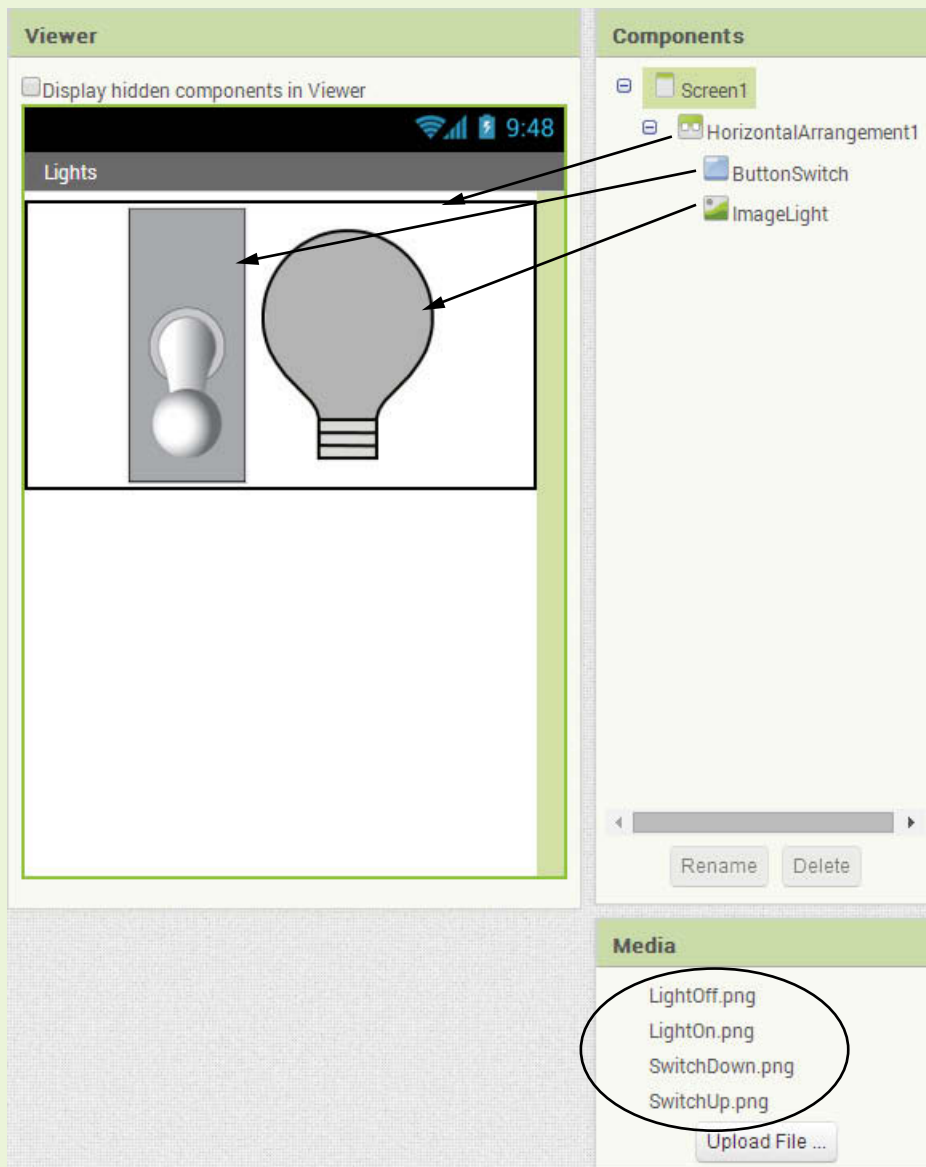 Viewer
Display hidden components in Viewer
9:48
Lights
Components
Screen1
HorizontalArrangement1
ButtonSwitch
ImageLight
Rename Delete
Media
LightOff.png
LightOn.png
SwitchDown.png
SwitchUp.png
Upload File ...